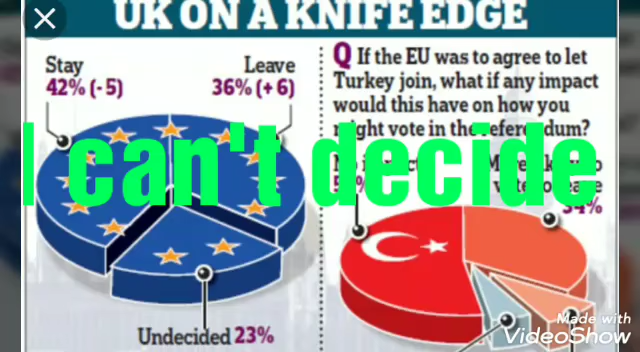 UK ON A KNIFE EDGE
Stay
42% (- 5)
Leave
36% (+ 6)
Undecided 23%
Q If the EU was to agree to let
Turkey join, what if any impact
would this have on how you
might vote in the referendum?
34%
I can't decide
Made with
VideoShow